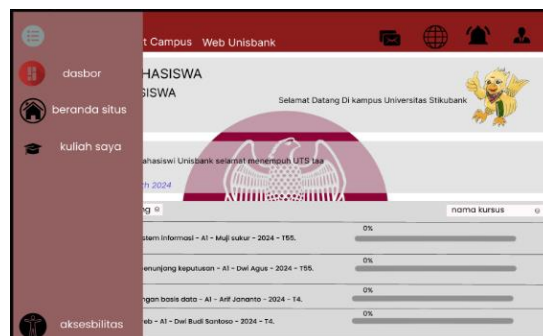 t Campus Web Unisbank
dasbor
HASISWA
SISWA
Selamat Datang Di kampus Universitas Stikubank
beranda situs
kuliah saya
ahasiswi Unisbank selamat menempuh UTS taa
ch 2024
ng
nama kursus
0%
stem Informasi - A1 - Muji sukur - 2024 - T55.
0%
enunjang keputusan - A1 - Dwi Agus - 2024 - T55.
0%
ngan basis data - A1 - Arif Jananto - 2024 - T4.
0%
aksesbilitas
eb - A1 - Dwi Budi Santoso - 2024 - T4.